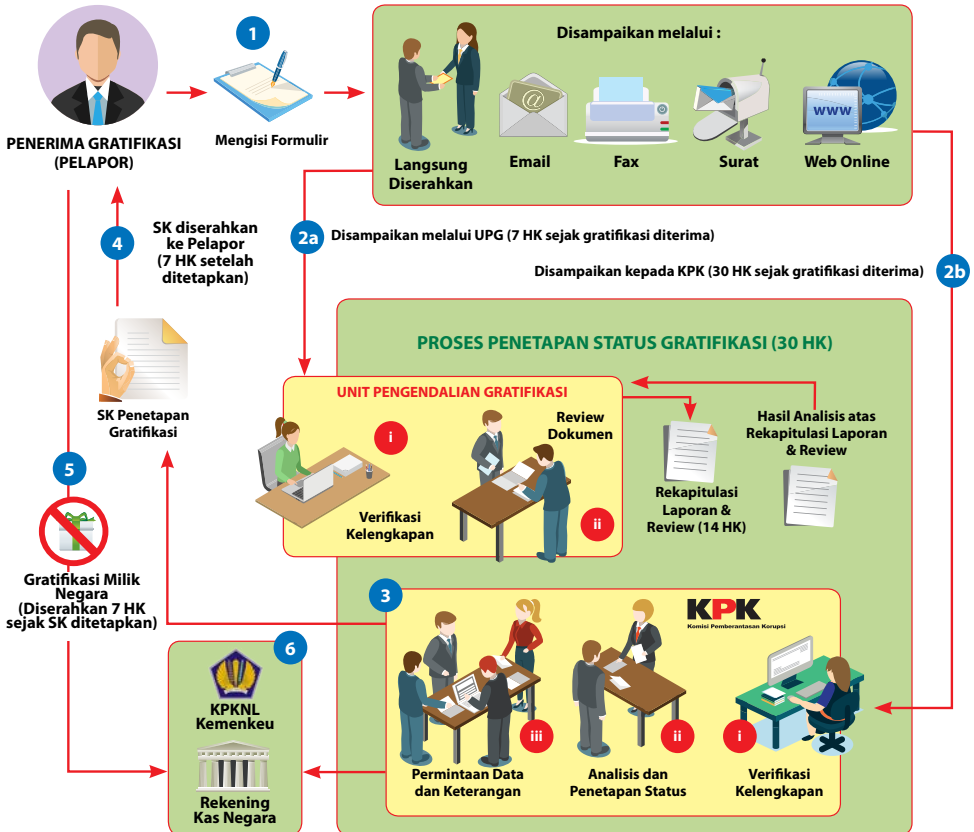 1
Disampaikan melalui :
@
www
PENERIMA GRATIFIKASI
(PELAPOR)
Mengisi Formulir
Langsung
Diserahkan
Email
Fax
Surat
Web Online
4
SK diserahkan
ke Pelapor
(7 HK setelah
ditetapkan)
2a
Disampaikan melalui UPG (7 HK sejak gratifikasi diterima)
Disampaikan kepada KPK (30 HK sejak gratifikasi diterima)
2b
PROSES PENETAPAN STATUS GRATIFIKASI (30 HK)
SK Penetapan
Gratifikasi
UNIT PENGENDALIAN GRATIFIKASI
i
Verifikasi
Kelengkapan
Review
Dokumen
ii
Rekapitulasi
Laporan &
Review (14 HK)
Hasil Analisis atas
Rekapitulasi Laporan
& Review
5
Gratifikasi Milik
Negara
(Diserahkan 7 HK
sejak SK ditetapkan)
3
KPK
Komisi Pemberantasan Korupsi
iii
Permintaan Data
dan Keterangan
ii
Analisis dan
Penetapan Status
i
Verifikasi
Kelengkapan
6
KPKNL
Kemenkeu
Rekening
Kas Negara